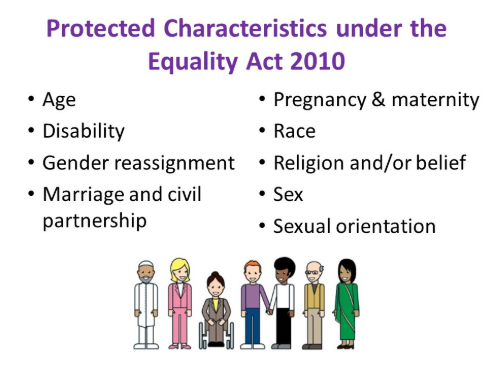 Protected Characteristics under the
Equality Act 2010
• Age
• Disability
• Gender reassignment
• Marriage and civil
partnership
• Pregnancy & maternity
• Race
• Religion and/or belief
• Sex
• Sexual orientation